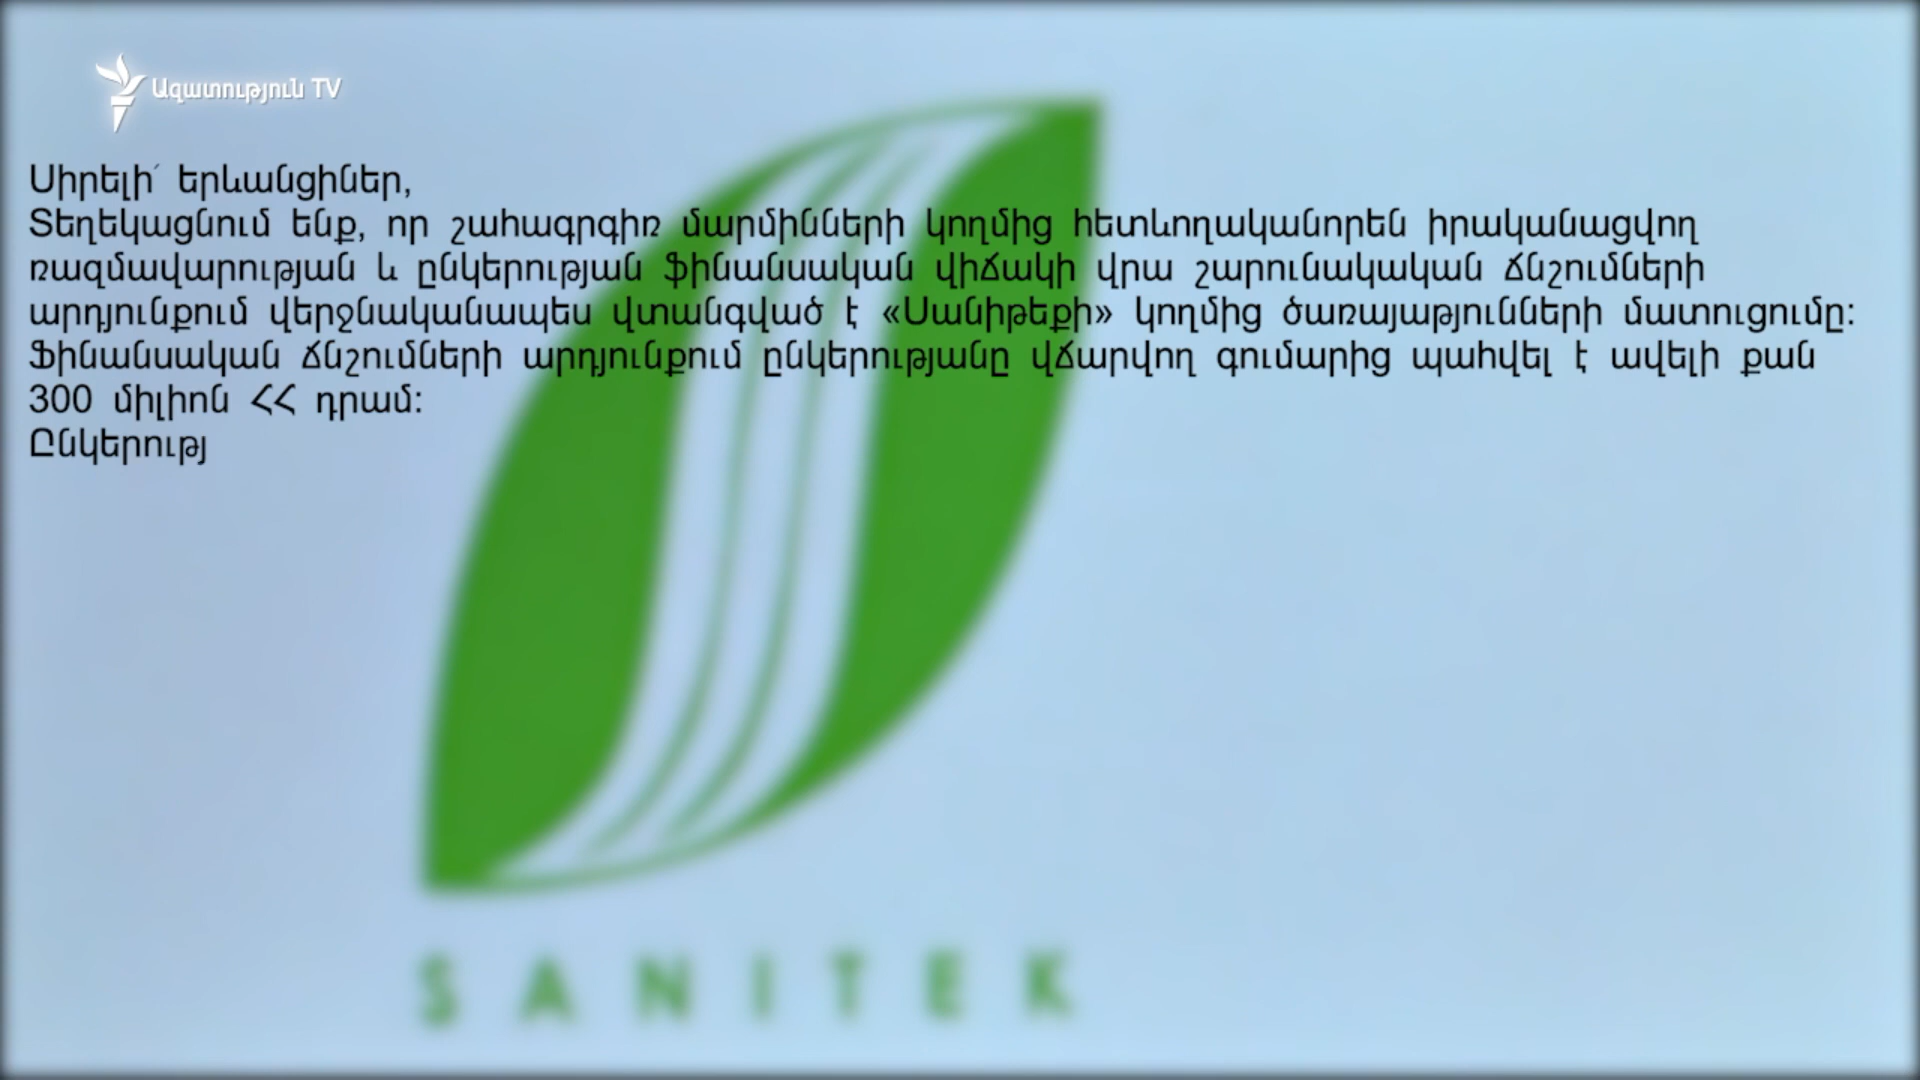 Ազատություն TV
Սիրելի՛ երևանցիներ,
Տեղեկացնում ենք, որ շահագրգիռ մարմինների կողմից հետևողականորեն իրականացվող
ռազմավարության և ընկերության ֆինանսական վիճակի վրա շարունակական ճնշումների
արդյունքում վերջնականապես վտանգված է «Սանիթեքի» կողմից ծառայաթյունների մատուցումը:
Ֆինանսական ճնշումների արդյունքում ընկերությանը վճարվող գումարից պահվել է ավելի քան
300 միլիոն ՀՀ դրամ:
Ընկերությ
SANITEK